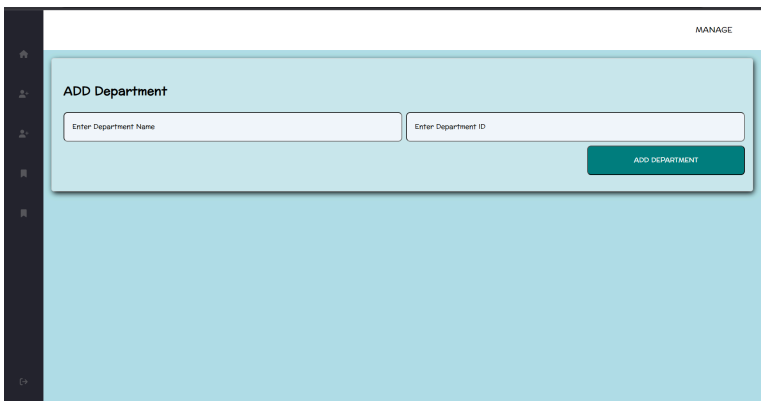 MANAGE
ADD Department
Enter Department Name
Enter Department ID
ADD DEPARTMENT